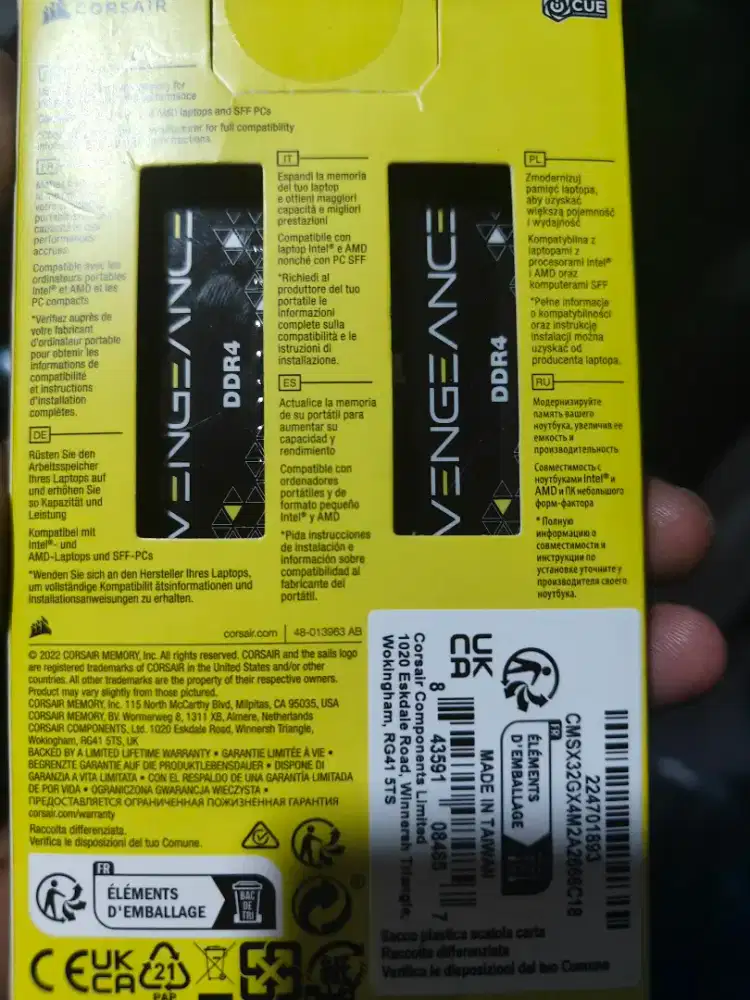 CORSAIR
iCUE
laptops and SFF PCs
for full compatibility
FR
Compatible avec les
ordinateurs portables
Intel® et AMD et les
PC compacts
*Vérifiez auprès de
votre fabricant
d'ordinateur portable
pour obtenir les
informations de
compatibilité
et instructions
d'installation
complètes.
DE
Rüsten Sie den
Arbeitsspeicher
Ihres Laptops auf
und erhöhen Sie
so Kapazität und
Leistung
Kompatibel mit
Intel®- und
AMD-Laptops und SFF-PCs
*Wenden Sie sich an den Hersteller Ihres Laptops,
um vollständige Kompatibilit ätsinformationen und
Installationsanweisungen zu erhalten.
VENGEANCE
DDR4
IT
Espandi la memoria
del tuo laptop
e ottieni maggiori
capacità e migliori
prestazioni
Compatibile con
laptop Intel® e AMD
nonché con PC SFF
*Richiedi al
produttore del tuo
portatile le
informazioni
complete sulla
compatibilità e le
istruzioni di
installazione.
ES
Actualice la memoria
de su portátil para
aumentar su
capacidad y
rendimiento
Compatible con
ordenadores
portátiles y de
formato pequeño
Intel® y AMD
*Pida instrucciones
de instalación e
información sobre
compatibilidad al
fabricante del
portátil.
VENGEANCE
DDR4
PL
Zmodernizuj
pamięć laptopa,
aby uzyskać
większą pojemność
i wydajność
Kompatybilna z
laptopami z
procesorami Intel®
i AMD oraz
komputerami SFF
*Pełne informacje
o kompatybilności
oraz instrukcję
instalacji można
uzyskać od
producenta laptopa.
RU
Модернизируйте
память вашего
ноутбука, увеличив ее
емкость и
производительность
Совместимость с
ноутбуками Intel® и
AMD и ПК небольшого
форм-фактора
* Полную
информацию о
совместимости и
инструкции по
установке уточните у
производителя своего
ноутбука.
corsair.com | 48-013963 AB
© 2022 CORSAIR MEMORY, Inc. All rights reserved. CORSAIR and the sails logo
are registered trademarks of CORSAIR in the United States and/or other
countries. All other trademarks are the property of their respective owners.
Product may vary slightly from those pictured.
CORSAIR MEMORY, Inc. 115 North McCarthy Blvd, Milpitas, CA 95035, USA
CORSAIR MEMORY, BV. Wormerweg 8, 1311 XB, Almere, Netherlands
CORSAIR COMPONENTS, Ltd. 1020 Eskdale Road, Winnersh Triangle,
Wokingham, RG41 5TS, UK
BACKED BY A LIMITED LIFETIME WARRANTY • GARANTIE LIMITÉE À VIE •
BEGRENZTE GARANTIE AUF DIE PRODUKTLEBENSDAUER • DISPONE DI
GARANZIA A VITA LIMITATA • CON EL RESPALDO DE UNA GARANTÍA LIMITADA
DE POR VIDA • OGRANICZONA GWARANCJA WIECZYSTA •
ПРЕДОСТАВЛЯЕТСЯ ОГРАНИЧЕННАЯ ПОЖИЗНЕННАЯ ГАРАНТИЯ
corsair.com/warranty
Raccolta differenziata.
Verifica le disposizioni del tuo Comune.
FR
ÉLÉMENTS
D'EMBALLAGE
BAC
DE
TRI
CE
UK
CA
21
PAP
224701893
CMSX32GX4M2A2666C18
FR
ÉLÉMENTS
D'EMBALLAGE
MADE IN TAIWAN
8 43591 08485 7
UK
CA
Corsair Components Limited
1020 Eskdale Road, Winnersh Triangle,
Wokingham, RG41 5TS
Sacco plastica scatola carta
Raccolta differenziata
Verifica le disposizioni del tuo Comune